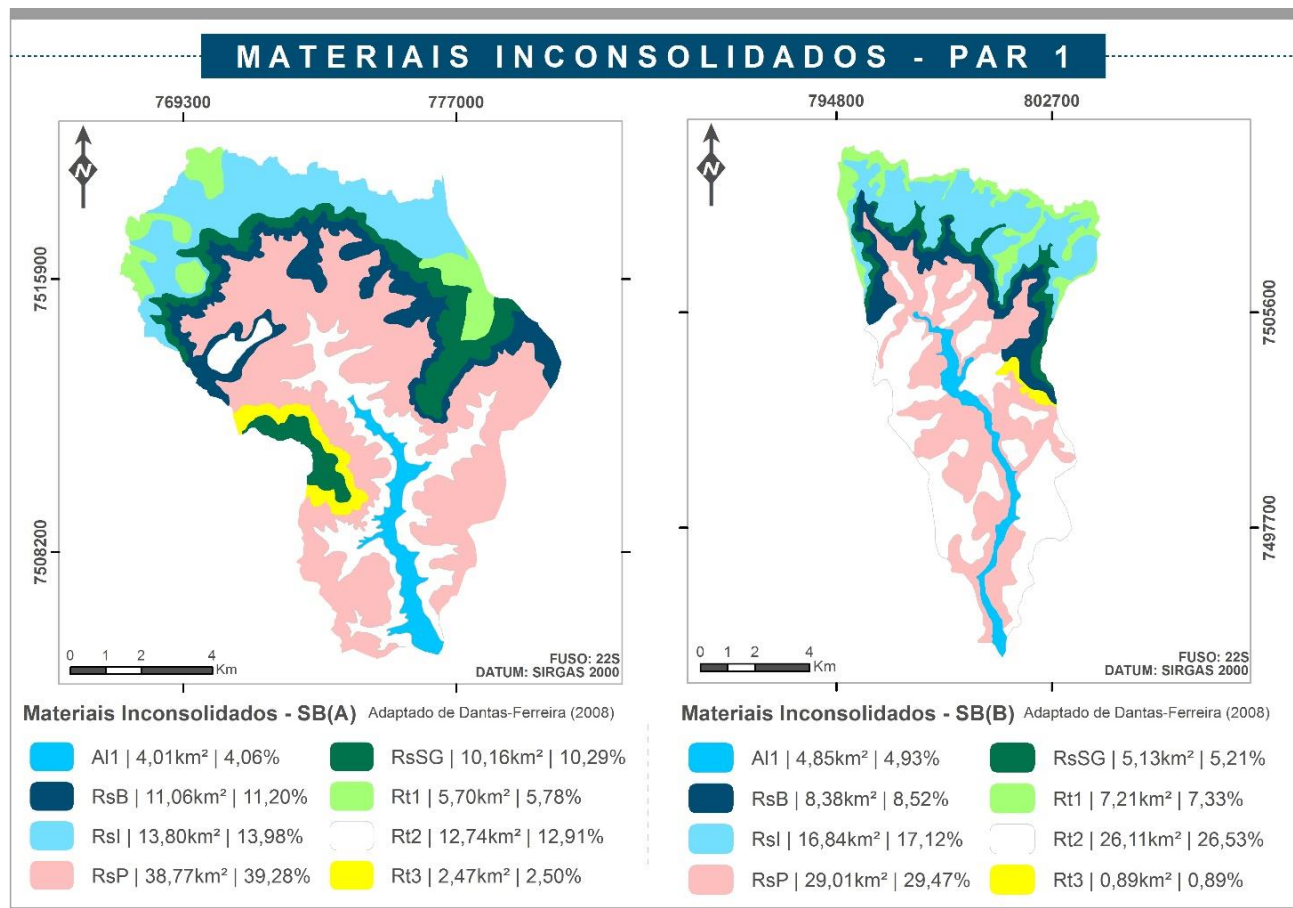 MATERIAIS INCONSOLIDADOS - PAR 1
769300 777000
7515900
7508200
N
0 1 2 4
Km
FUSO: 22S
DATUM: SIRGAS 2000
794800 802700
7505600
7497700
N
0 1 2 4
Km
FUSO: 22S
DATUM: SIRGAS 2000
Materiais Inconsolidados - SB(A) Adaptado de Dantas-Ferreira (2008)
Al1 | 4,01km² | 4,06%
RsB | 11,06km² | 11,20%
RsI | 13,80km² | 13,98%
RsP | 38,77km² | 39,28%
RsSG | 10,16km² | 10,29%
Rt1 | 5,70km² | 5,78%
Rt2 | 12,74km² | 12,91%
Rt3 | 2,47km² | 2,50%
Materiais Inconsolidados - SB(B) Adaptado de Dantas-Ferreira (2008)
Al1 | 4,85km² | 4,93%
RsB | 8,38km² | 8,52%
RsI | 16,84km² | 17,12%
RsP | 29,01km² | 29,47%
RsSG | 5,13km² | 5,21%
Rt1 | 7,21km² | 7,33%
Rt2 | 26,11km² | 26,53%
Rt3 | 0,89km² | 0,89%